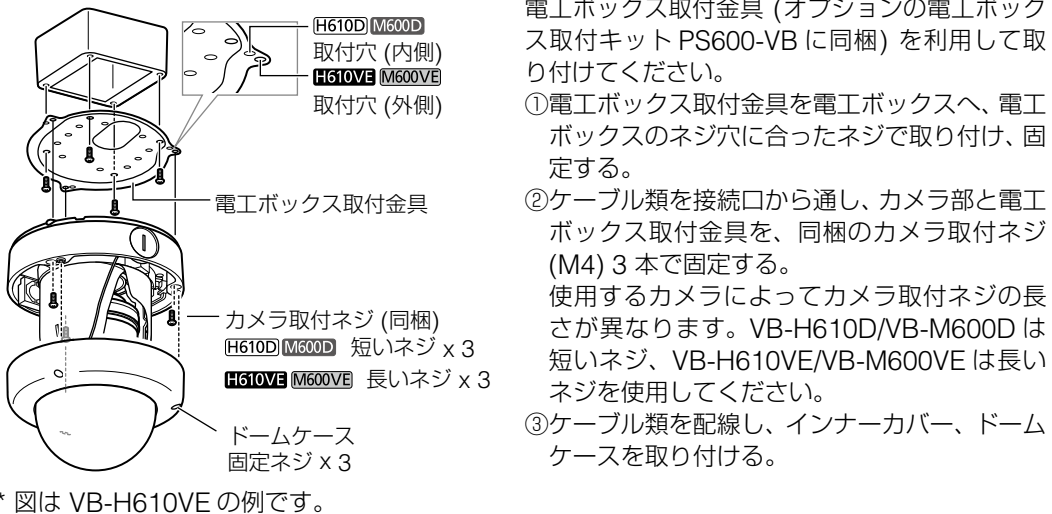 H610D M600D
取付穴 (内側)
H610VE M600VE
取付穴 (外側)
電工ボックス取付金具
カメラ取付ネジ (同梱)
H610D M600D 短いネジ x 3
H610VE M600VE 長いネジ x 3
ドームケース
固定ネジ x 3
* 図は VB-H610VE の例です。
電工ボックス取付金具 (オプションの電工ボック
ス取付キット PS600-VB に同梱) を利用して取
り付けてください。
①電工ボックス取付金具を電工ボックスへ、電工
ボックスのネジ穴に合ったネジで取り付け、固
定する。
②ケーブル類を接続口から通し、カメラ部と電工
ボックス取付金具を、同梱のカメラ取付ネジ
(M4) 3 本で固定する。
使用するカメラによってカメラ取付ネジの長
さが異なります。VB-H610D/VB-M600D は
短いネジ、VB-H610VE/VB-M600VE は長い
ネジを使用してください。
③ケーブル類を配線し、インナーカバー、ドーム
ケースを取り付ける。